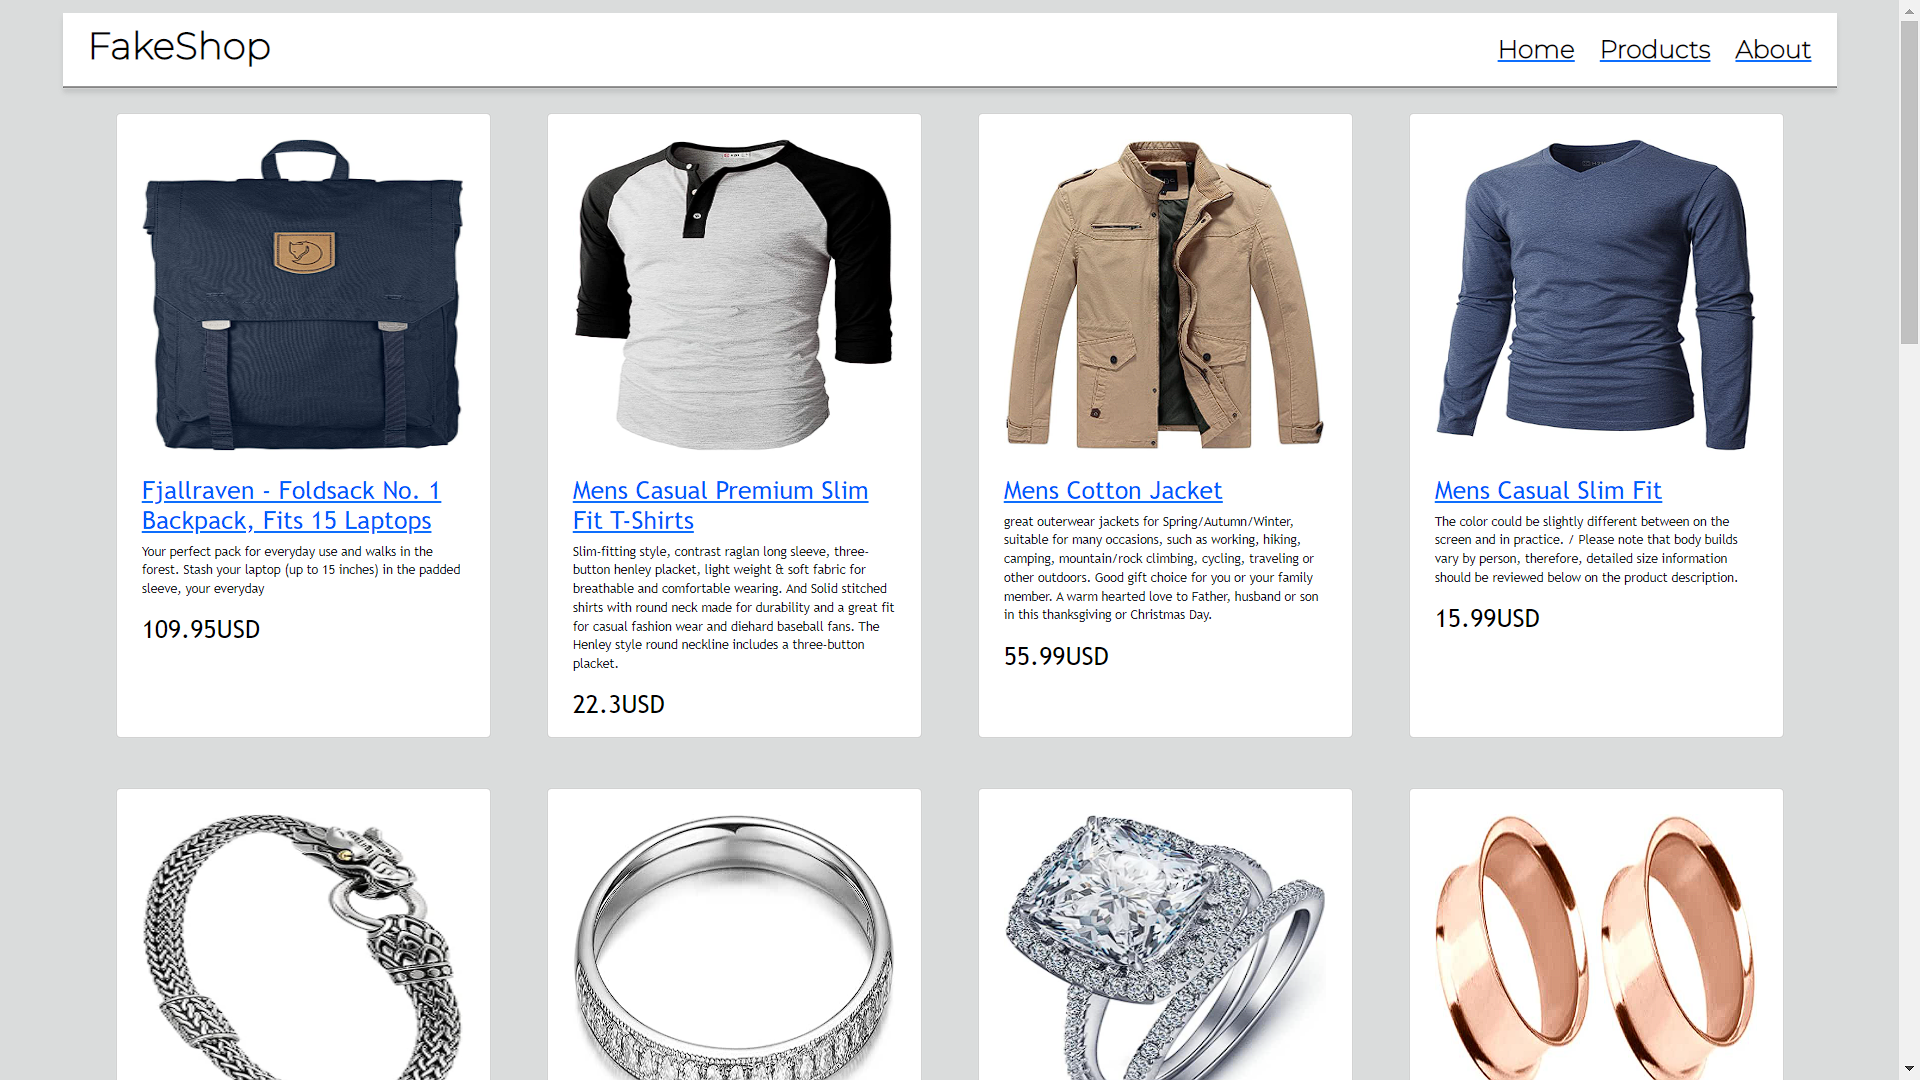 FakeShop
Home Products About
Fjallraven - Foldsack No. 1
Backpack, Fits 15 Laptops
Your perfect pack for everyday use and walks in the
forest. Stash your laptop (up to 15 inches) in the padded
sleeve, your everyday
109.95USD
Mens Casual Premium Slim
Fit T-Shirts
Slim-fitting style, contrast raglan long sleeve, three-
button henley placket, light weight & soft fabric for
breathable and comfortable wearing. And Solid stitched
shirts with round neck made for durability and a great fit
for casual fashion wear and diehard baseball fans. The
Henley style round neckline includes a three-button
placket.
22.3USD
Mens Cotton Jacket
great outerwear jackets for Spring/Autumn/Winter,
suitable for many occasions, such as working, hiking,
camping, mountain/rock climbing, cycling, traveling or
other outdoors. Good gift choice for you or your family
member. A warm hearted love to Father, husband or son
in this thanksgiving or Christmas Day.
55.99USD
Mens Casual Slim Fit
The color could be slightly different between on the
screen and in practice. / Please note that body builds
vary by person, therefore, detailed size information
should be reviewed below on the product description.
15.99USD